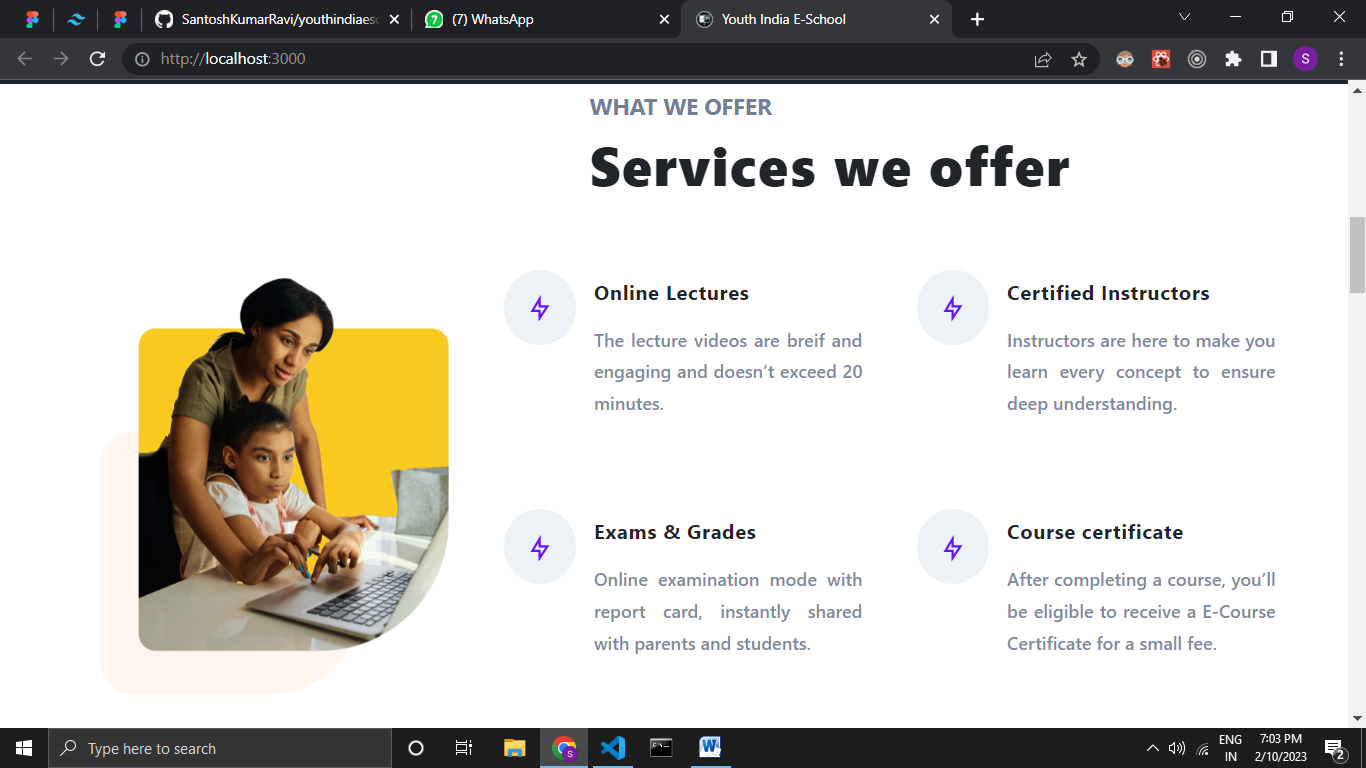 SantoshKumarRavi/youthindiaesc
7
(7) WhatsApp
Youth India E-School
http://localhost:3000
S
WHAT WE OFFER
Services we offer
Online Lectures
The lecture videos are breif and
engaging and doesn’t exceed 20
minutes.
Certified Instructors
Instructors are here to make you
learn every concept to ensure
deep understanding.
Exams & Grades
Online examination mode with
report card, instantly shared
with parents and students.
Course certificate
After completing a course, you’ll
be eligible to receive a E-Course
Certificate for a small fee.
Type here to search
S
W
ENG
IN
7:03 PM
2/10/2023
2